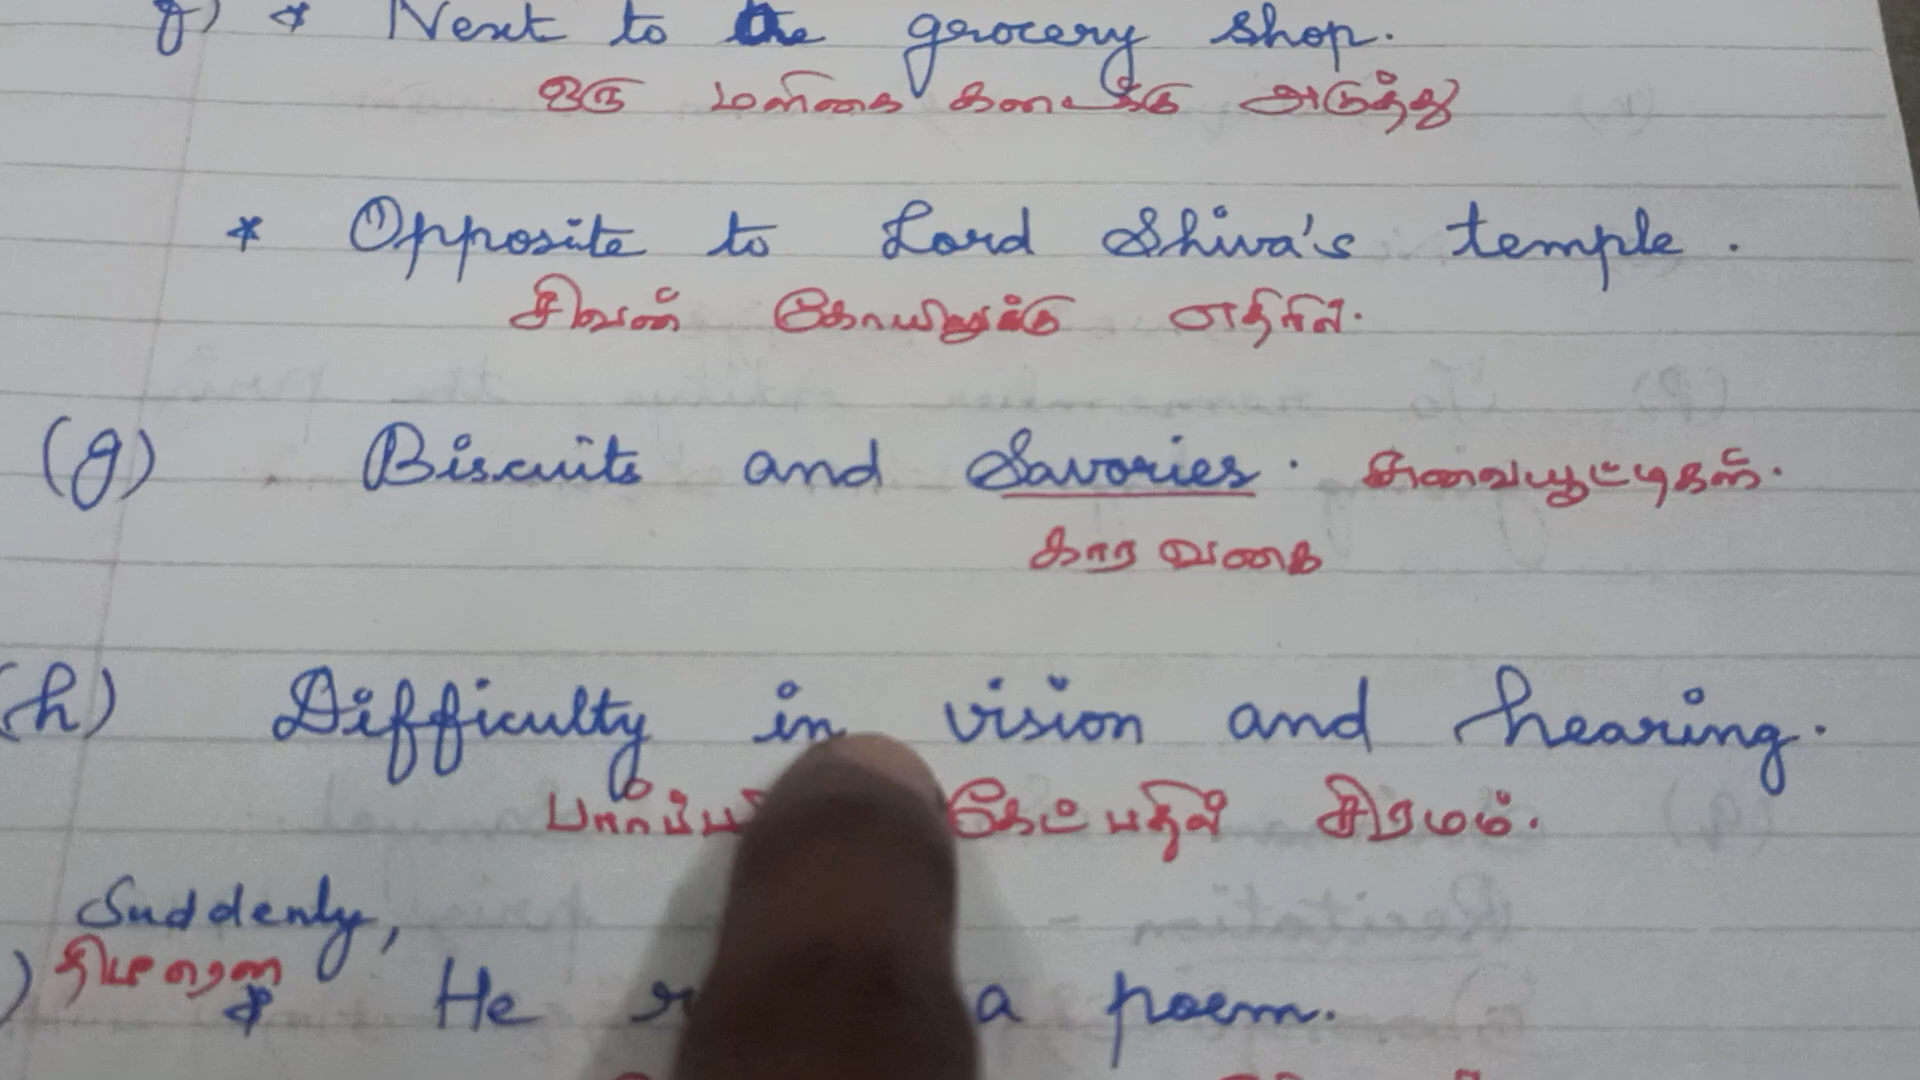 f) * Next to the grocery shop.
ஒரு மளிகை கடைக்கு அடுத்து
* Opposite to Lord Shiva's temple.
சிவன் கோயிலுக்கு எதிரில்.
(g) Biscuits and Savories. சுவையூட்டிகள்.
கார வகை
(h) Difficulty in vision and hearing.
கேட்பதில் சிரமம்.
Suddenly,
திடீரென
) * He a poem.